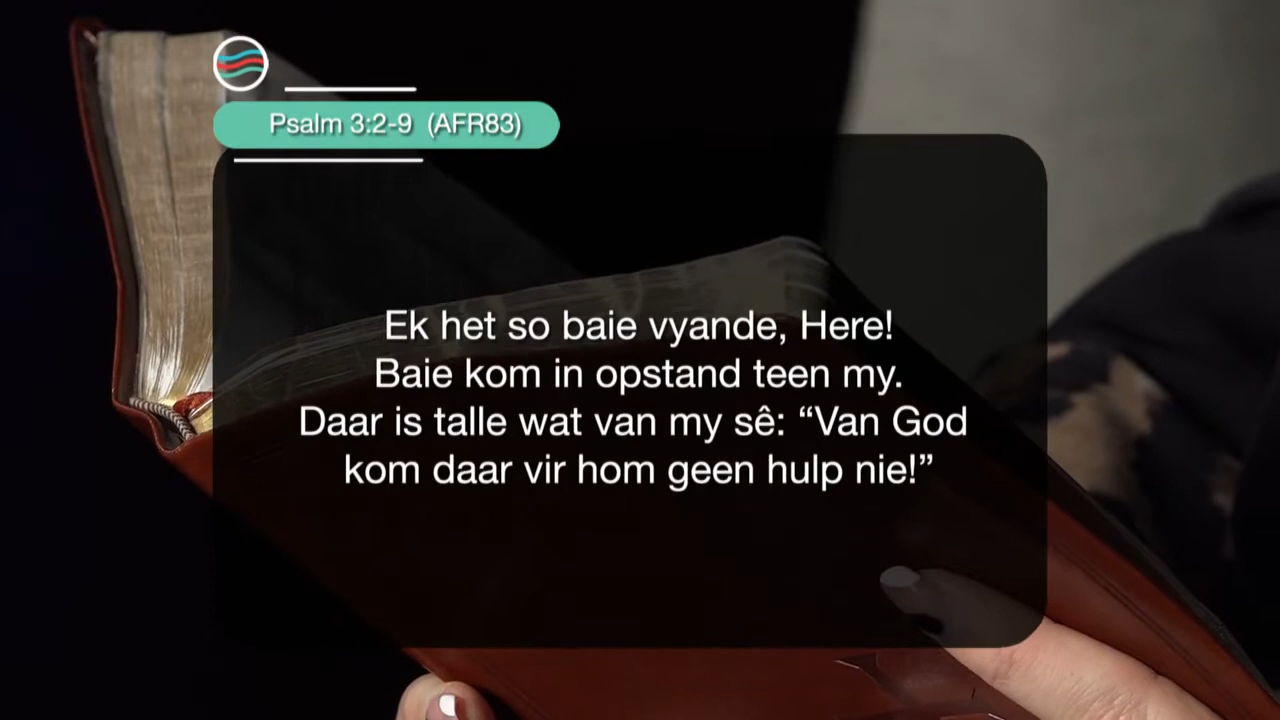 Psalm 3:2-9 (AFR83)
Ek het so baie vyande, Here!
Baie kom in opstand teen my.
Daar is talle wat van my sê: “Van God
kom daar vir hom geen hulp nie!”